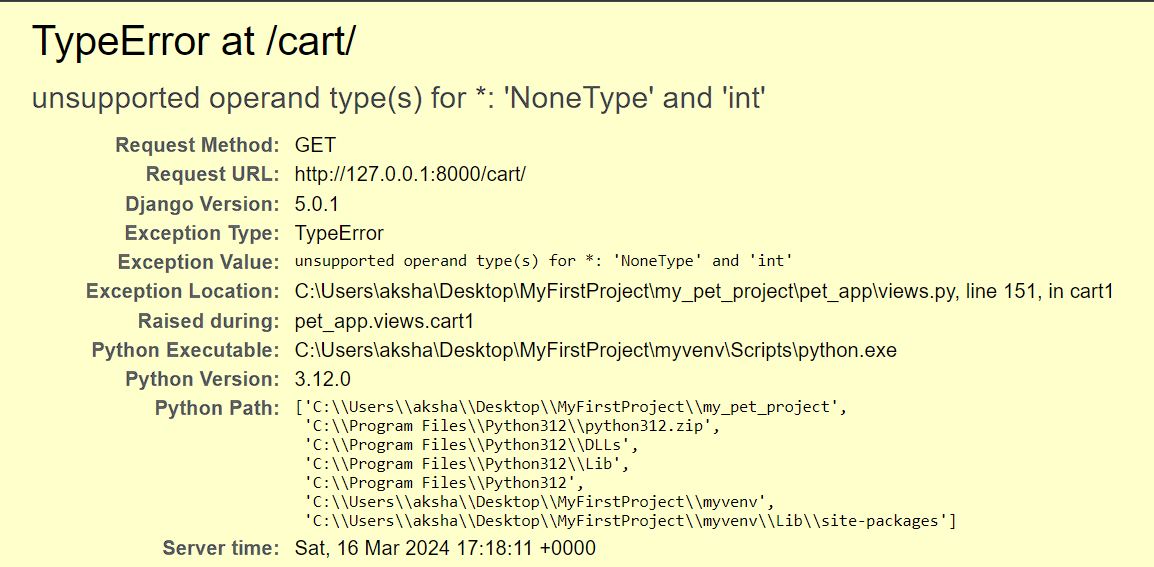 TypeError at /cart/
unsupported operand type(s) for *: 'NoneType' and 'int'
Request Method: GET
Request URL: http://127.0.0.1:8000/cart/
Django Version: 5.0.1
Exception Type: TypeError
Exception Value: unsupported operand type(s) for *: 'NoneType' and 'int'
Exception Location: C:\Users\aksha\Desktop\MyFirstProject\my_pet_project\pet_app\views.py, line 151, in cart1
Raised during: pet_app.views.cart1
Python Executable: C:\Users\aksha\Desktop\MyFirstProject\myvenv\Scripts\python.exe
Python Version: 3.12.0
Python Path: ['C:\\Users\\aksha\\Desktop\\MyFirstProject\\my_pet_project',
'C:\\Program Files\\Python312\\python312.zip',
'C:\\Program Files\\Python312\\DLLs',
'C:\\Program Files\\Python312\\Lib',
'C:\\Program Files\\Python312',
'C:\\Users\\aksha\\Desktop\\MyFirstProject\\myvenv',
'C:\\Users\\aksha\\Desktop\\MyFirstProject\\myvenv\\Lib\\site-packages']
Server time: Sat, 16 Mar 2024 17:18:11 +0000